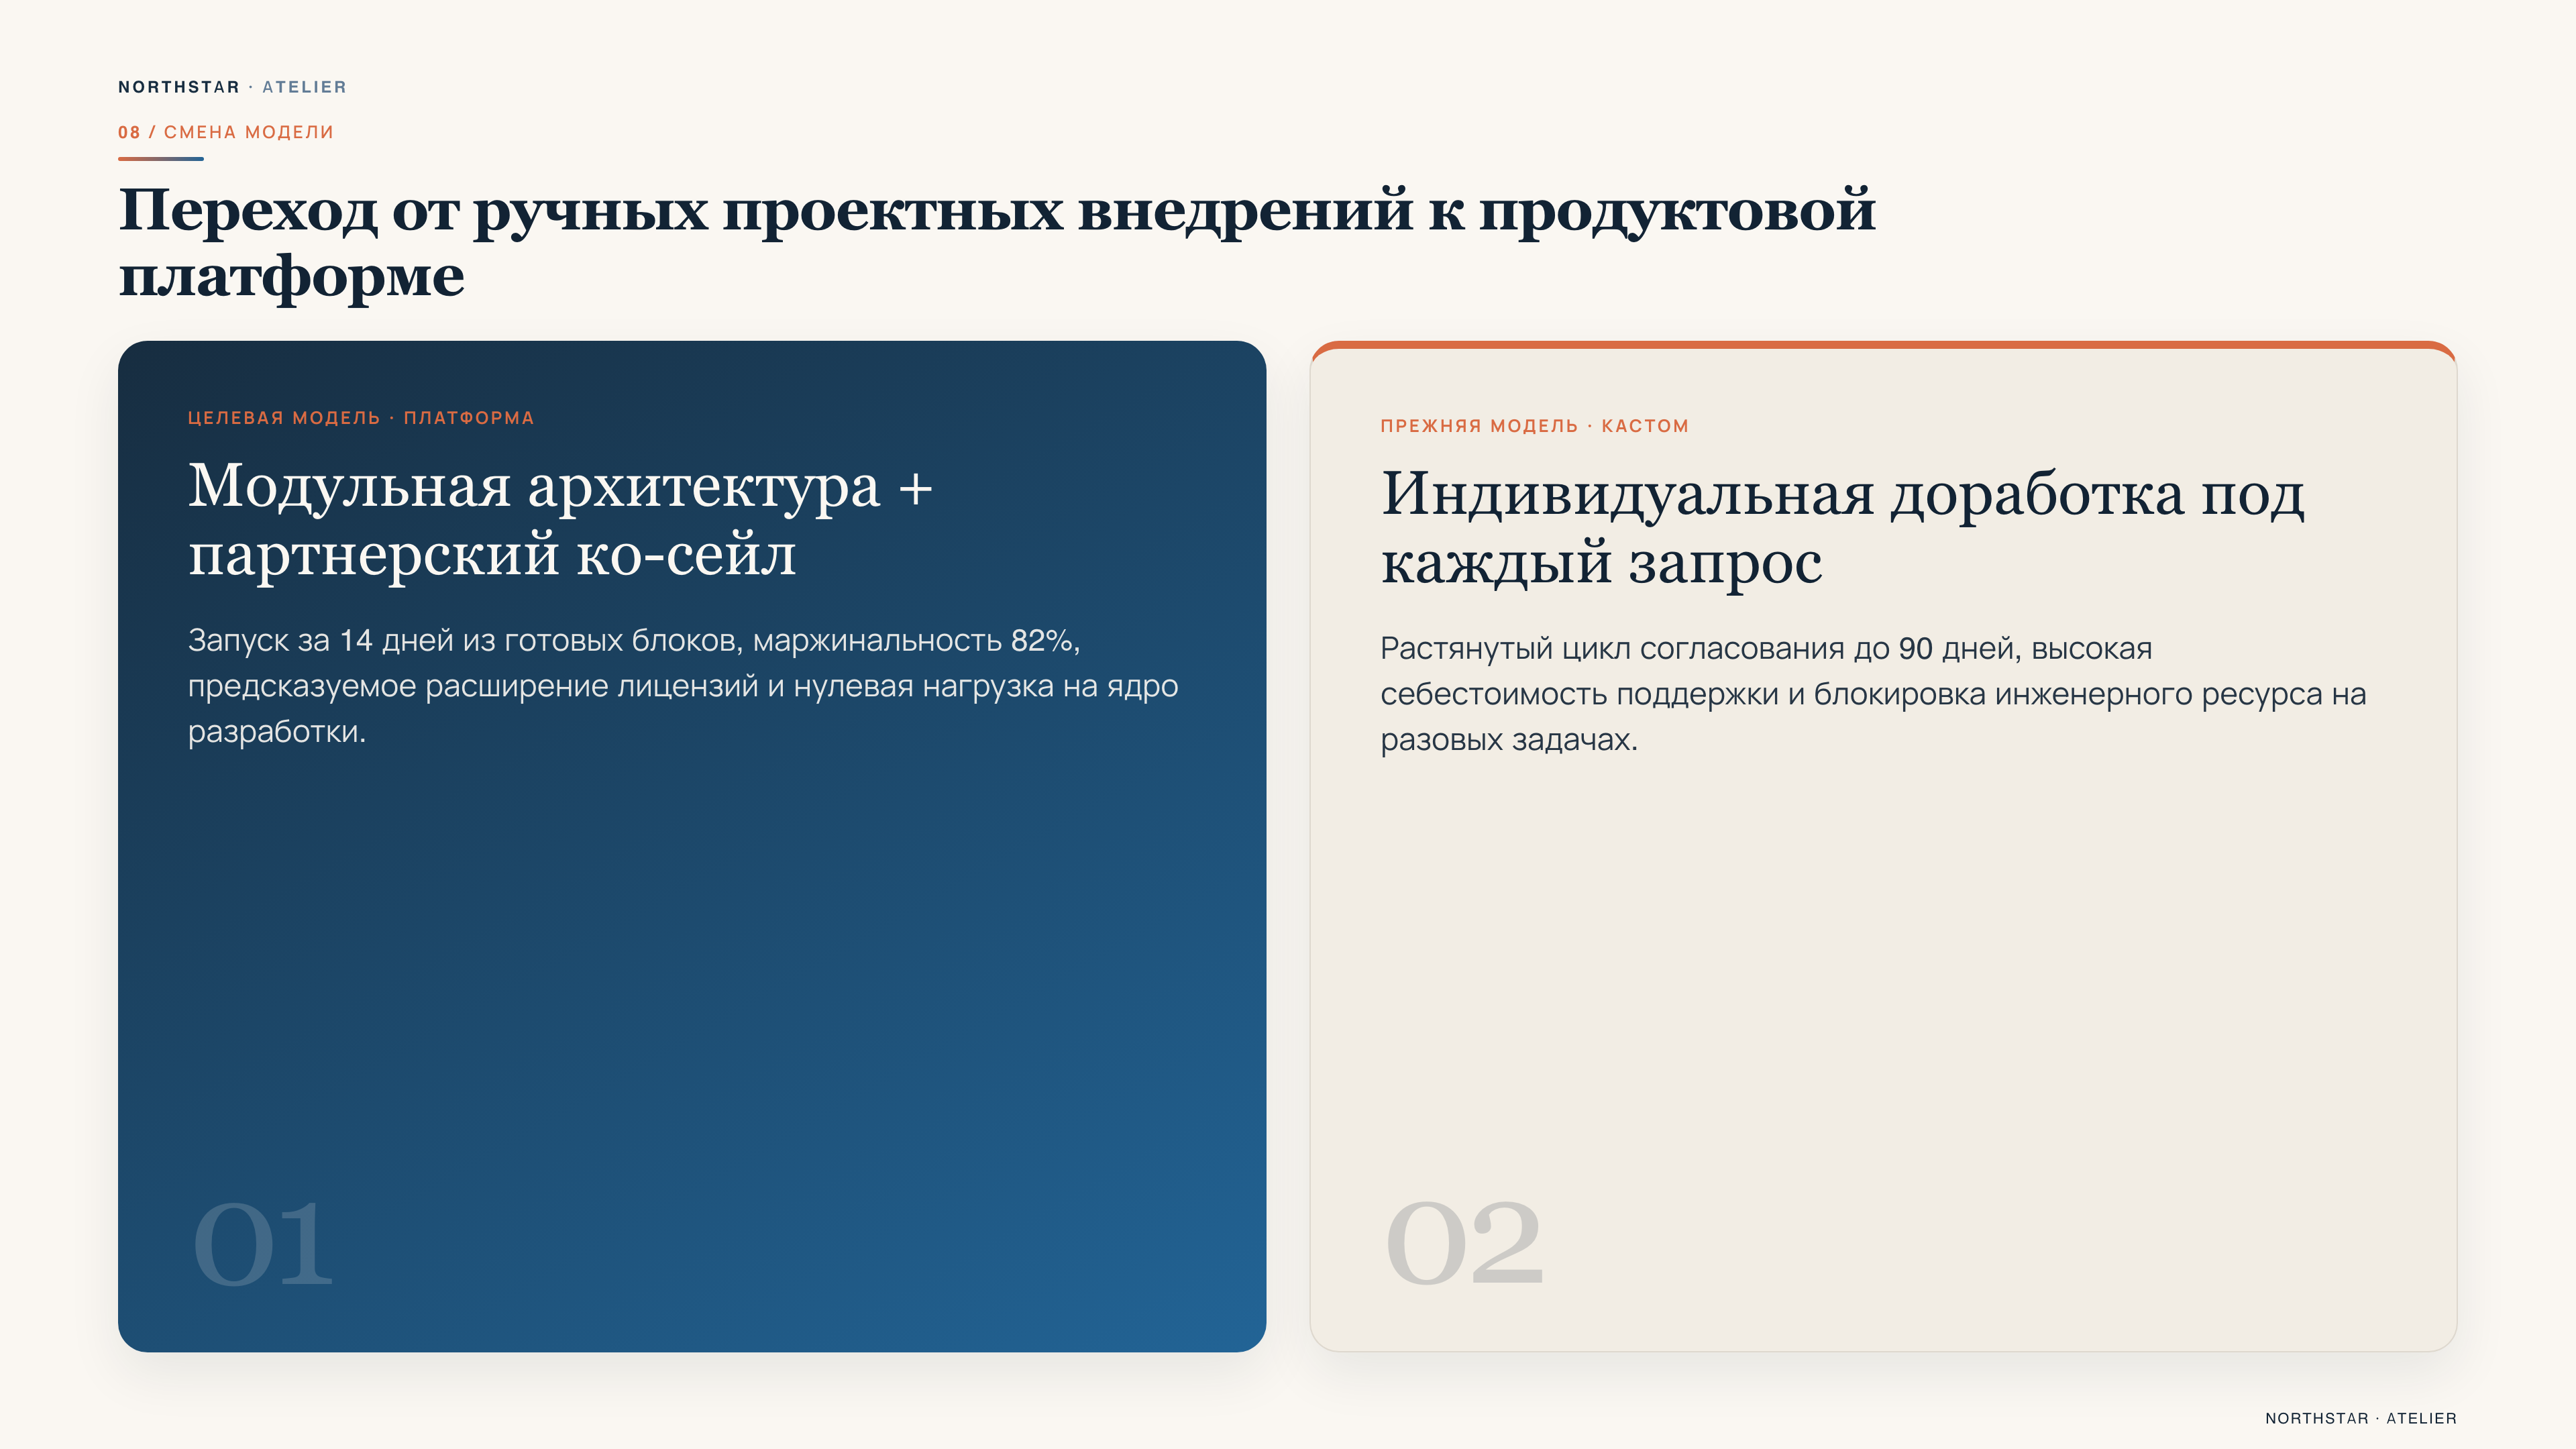 NORTHSTAR · ATELIER
08 / СМЕНА МОДЕЛИ
Переход от ручных проектных внедрений к продуктовой
платформе
ЦЕЛЕВАЯ МОДЕЛЬ · ПЛАТФОРМА
Модульная архитектура +
партнерский ко-сейл
Запуск за 14 дней из готовых блоков, маржинальность 82%,
предсказуемое расширение лицензий и нулевая нагрузка на ядро
разработки.
01
ПРЕЖНЯЯ МОДЕЛЬ · КАСТОМ
Индивидуальная доработка под
каждый запрос
Растянутый цикл согласования до 90 дней, высокая
себестоимость поддержки и блокировка инженерного ресурса на
разовых задачах.
02
NORTHSTAR · ATELIER